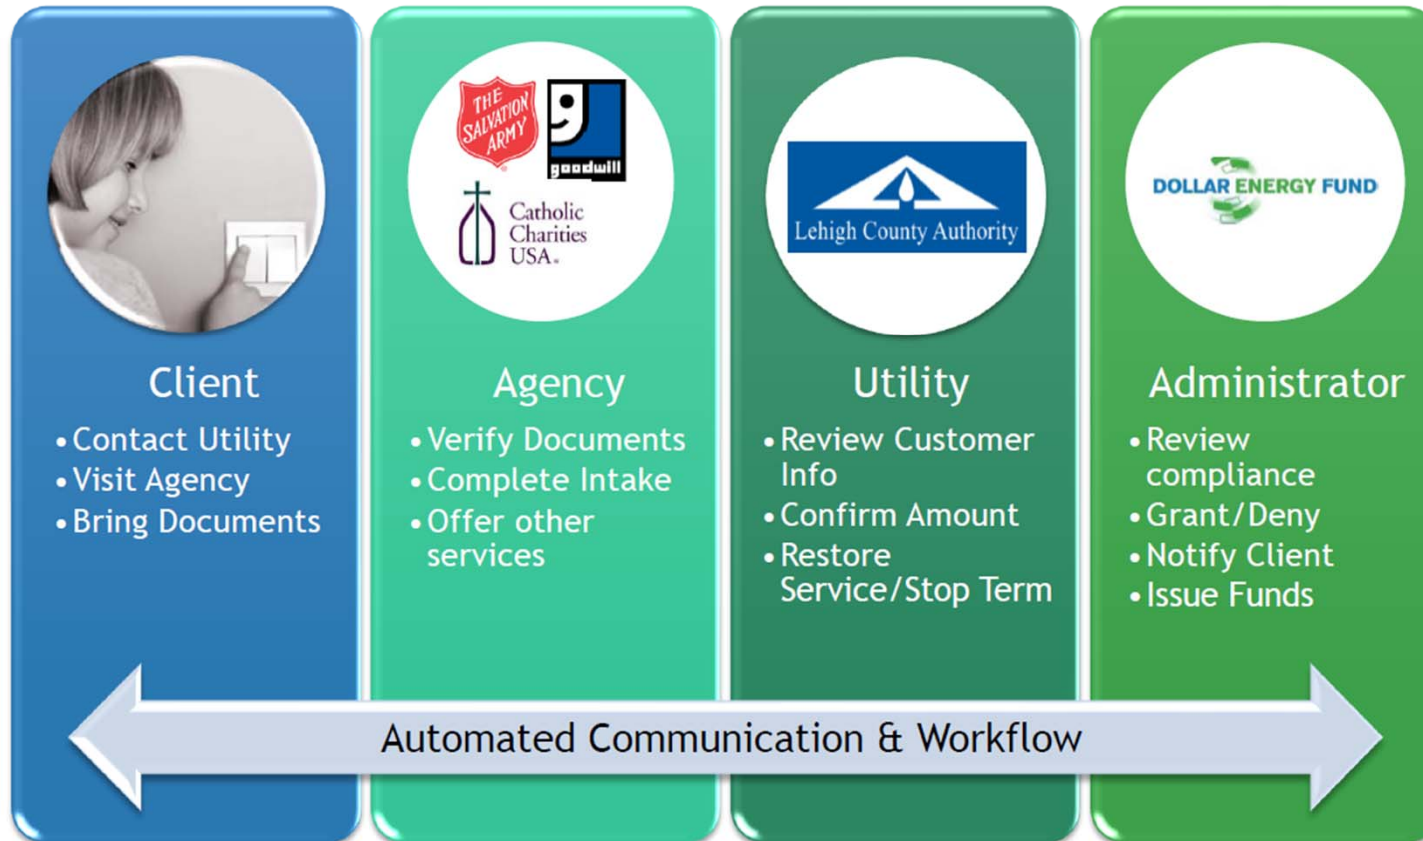 THE
SALVATION
ARMY
goodwill
Catholic
Charities
USA®
Lehigh County Authority
DOLLAR ENERGY FUND
Client
• Contact Utility
• Visit Agency
• Bring Documents
Agency
• Verify Documents
• Complete Intake
• Offer other
services
Utility
• Review Customer
Info
• Confirm Amount
• Restore
Service/Stop Term
Administrator
• Review
compliance
• Grant/Deny
• Notify Client
• Issue Funds
Automated Communication & Workflow